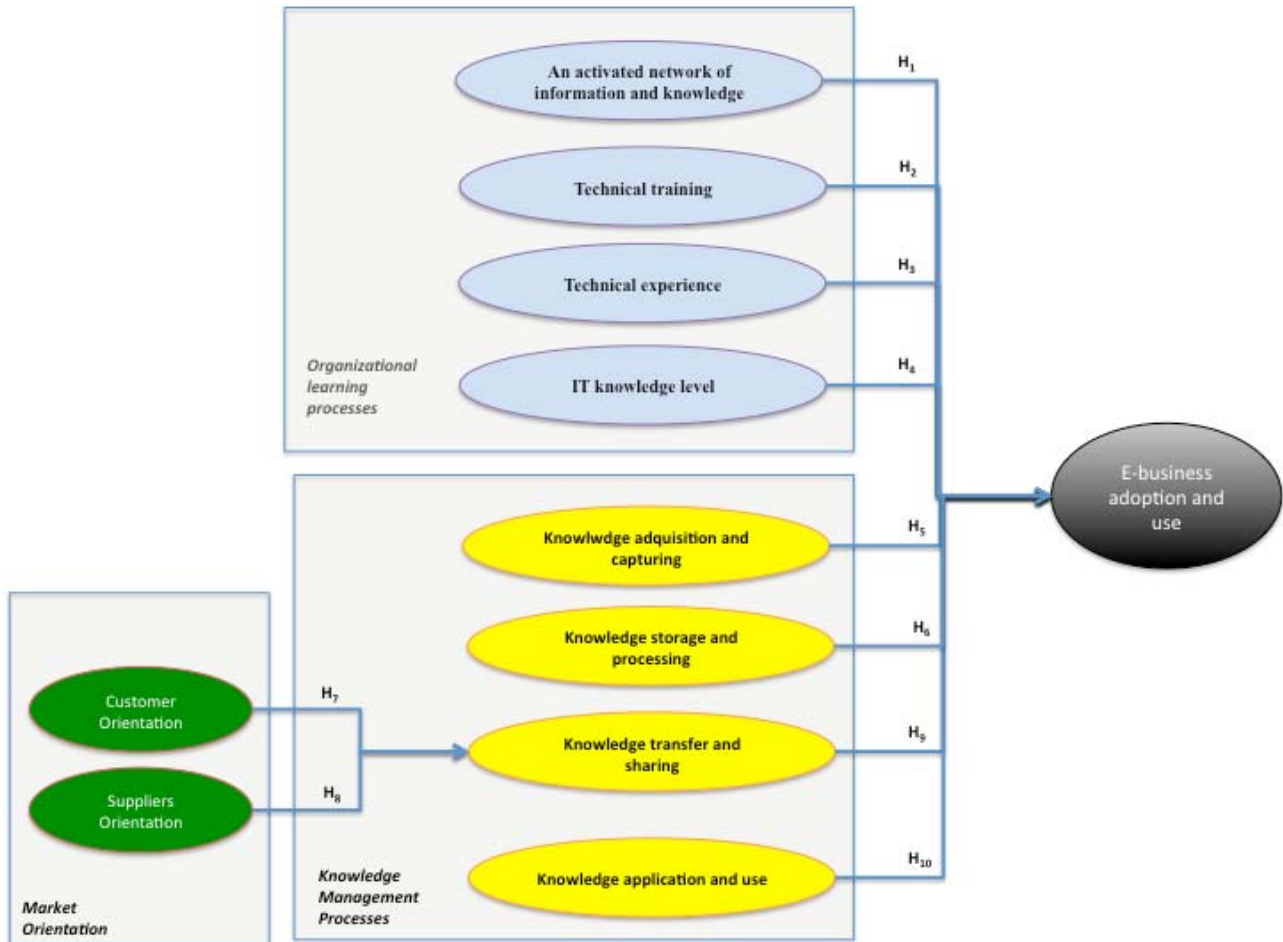 An activated network of
information and knowledge
H1
Technical training
H2
Technical experience
H3
Organizational
learning
processes
IT knowledge level
H4
E-business
adoption and
use
Knowlwdge adquisition and
capturing
H5
Knowledge storage and
processing
H6
Customer
Orientation
H7
Knowledge transfer and
sharing
H9
Suppliers
Orientation
H8
Knowledge application and use
H10
Knowledge
Management
Processes
Market
Orientation